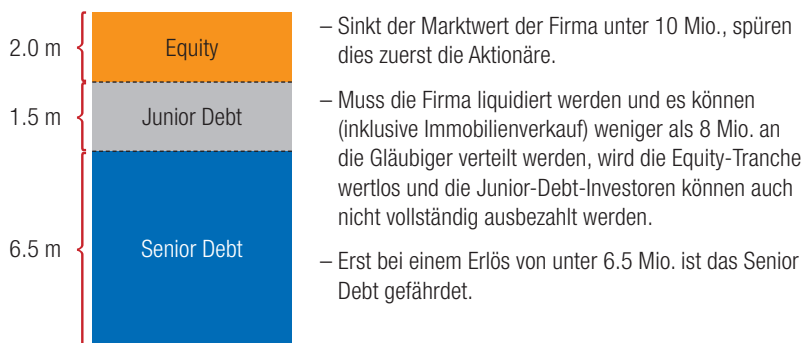 2.0 m
Equity
1.5 m
Junior Debt
6.5 m
Senior Debt
– Sinkt der Marktwert der Firma unter 10 Mio., spüren
dies zuerst die Aktionäre.
– Muss die Firma liquidiert werden und es können
(inklusive Immobilienverkauf) weniger als 8 Mio. an
die Gläubiger verteilt werden, wird die Equity-Tranche
wertlos und die Junior-Debt-Investoren können auch
nicht vollständig ausbezahlt werden.
– Erst bei einem Erlös von unter 6.5 Mio. ist das Senior
Debt gefährdet.